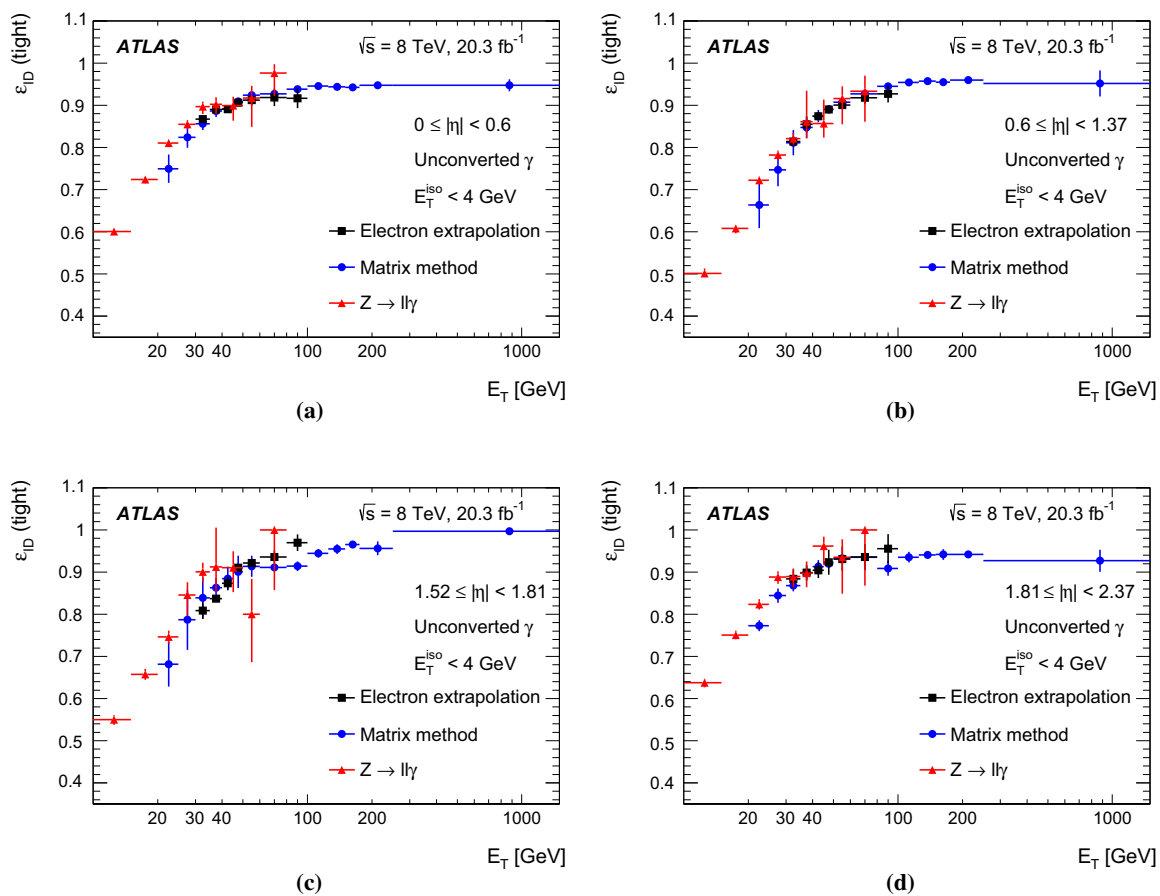 ε_ID (tight)
1.1
1
0.9
0.8
0.7
0.6
0.5
0.4
ATLAS
√s = 8 TeV, 20.3 fb⁻¹
0 ≤ |η| < 0.6
Unconverted γ
E_T^iso < 4 GeV
Electron extrapolation
Matrix method
Z → llγ
20 30 40 100 200 1000
E_T [GeV]
(a)
ε_ID (tight)
1.1
1
0.9
0.8
0.7
0.6
0.5
0.4
ATLAS
√s = 8 TeV, 20.3 fb⁻¹
0.6 ≤ |η| < 1.37
Unconverted γ
E_T^iso < 4 GeV
Electron extrapolation
Matrix method
Z → llγ
20 30 40 100 200 1000
E_T [GeV]
(b)
ε_ID (tight)
1.1
1
0.9
0.8
0.7
0.6
0.5
0.4
ATLAS
√s = 8 TeV, 20.3 fb⁻¹
1.52 ≤ |η| < 1.81
Unconverted γ
E_T^iso < 4 GeV
Electron extrapolation
Matrix method
Z → llγ
20 30 40 100 200 1000
E_T [GeV]
(c)
ε_ID (tight)
1.1
1
0.9
0.8
0.7
0.6
0.5
0.4
ATLAS
√s = 8 TeV, 20.3 fb⁻¹
1.81 ≤ |η| < 2.37
Unconverted γ
E_T^iso < 4 GeV
Electron extrapolation
Matrix method
Z → llγ
20 30 40 100 200 1000
E_T [GeV]
(d)